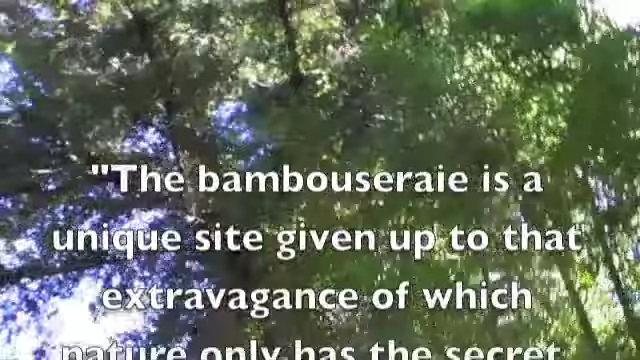 "The bambouseraie is a
unique site given up to that
extravagance of which
nature only has the secret